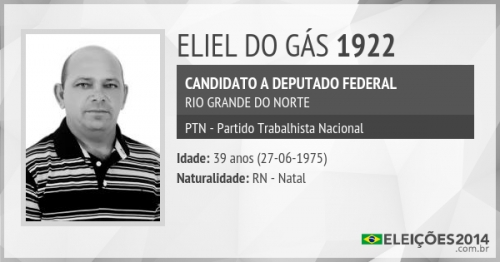 ELIEL DO GÁS 1922
CANDIDATO A DEPUTADO FEDERAL
RIO GRANDE DO NORTE
PTN - Partido Trabalhista Nacional
Idade: 39 anos (27-06-1975)
Naturalidade: RN - Natal
ELEIÇÕES2014
.com.br